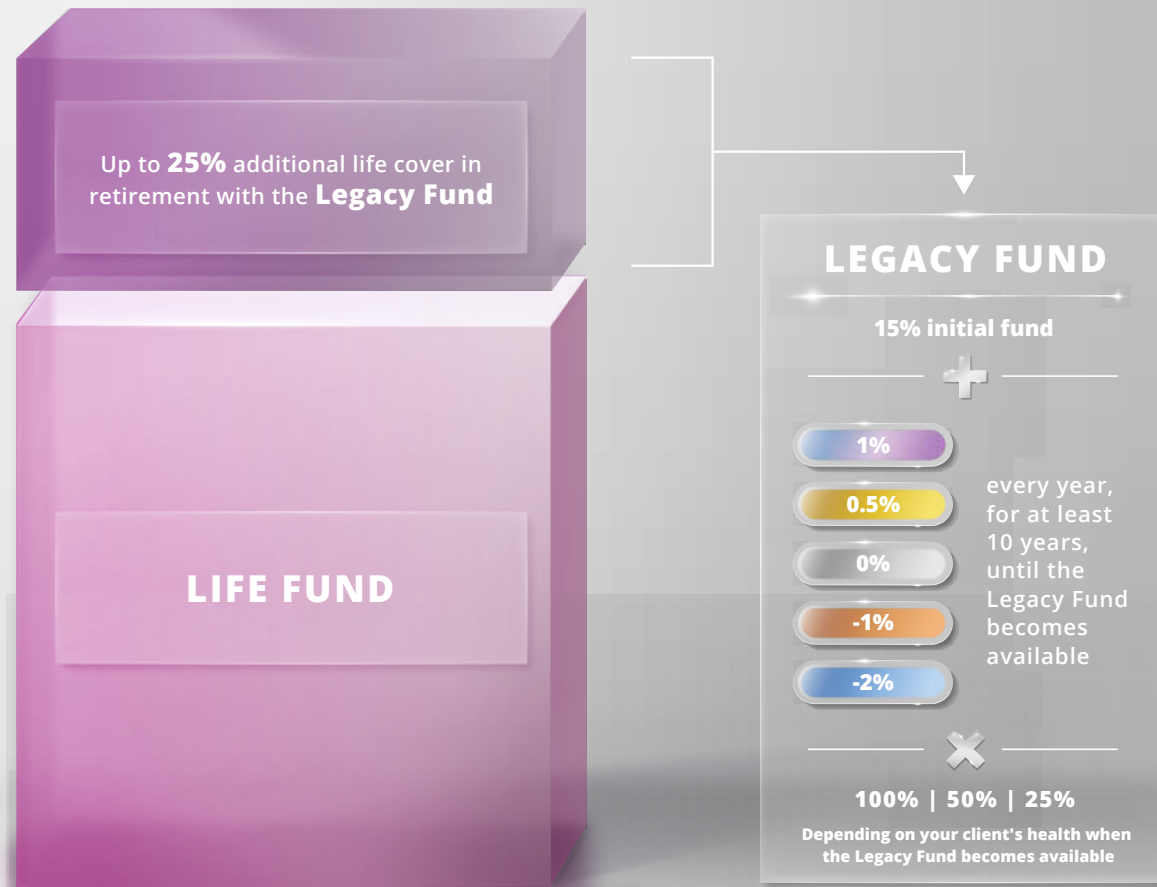 Up to 25% additional life cover in
retirement with the Legacy Fund
LIFE FUND
LEGACY FUND
15% initial fund
1%
0.5%
0%
-1%
-2%
every year,
for at least
10 years,
until the
Legacy Fund
becomes
available
100% | 50% | 25%
Depending on your client's health when
the Legacy Fund becomes available